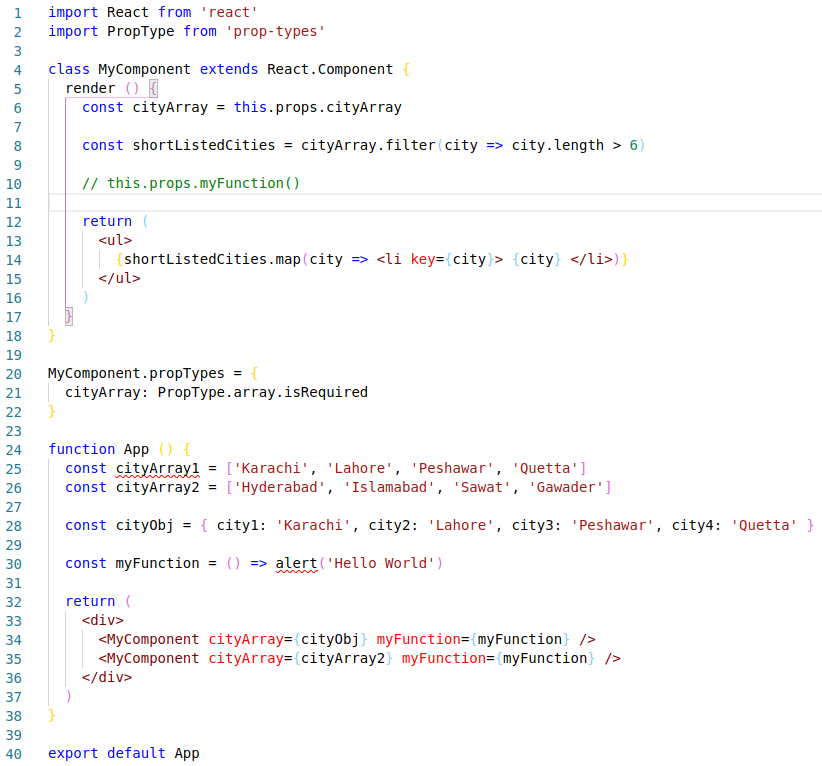 1 import React from 'react'
2 import PropType from 'prop-types'
3
4 class MyComponent extends React.Component {
5   render () {
6     const cityArray = this.props.cityArray
7
8     const shortListedCities = cityArray.filter(city => city.length > 6)
9
10     // this.props.myFunction()
11
12     return (
13       <ul>
14         {shortListedCities.map(city => <li key={city}> {city} </li>)}
15       </ul>
16     )
17   }
18 }
19
20 MyComponent.propTypes = {
21   cityArray: PropType.array.isRequired
22 }
23
24 function App () {
25   const cityArray1 = ['Karachi', 'Lahore', 'Peshawar', 'Quetta']
26   const cityArray2 = ['Hyderabad', 'Islamabad', 'Sawat', 'Gawader']
27
28   const cityObj = { city1: 'Karachi', city2: 'Lahore', city3: 'Peshawar', city4: 'Quetta' }
29
30   const myFunction = () => alert('Hello World')
31
32   return (
33     <div>
34       <MyComponent cityArray={cityObj} myFunction={myFunction} />
35       <MyComponent cityArray={cityArray2} myFunction={myFunction} />
36     </div>
37   )
38 }
39
40 export default App